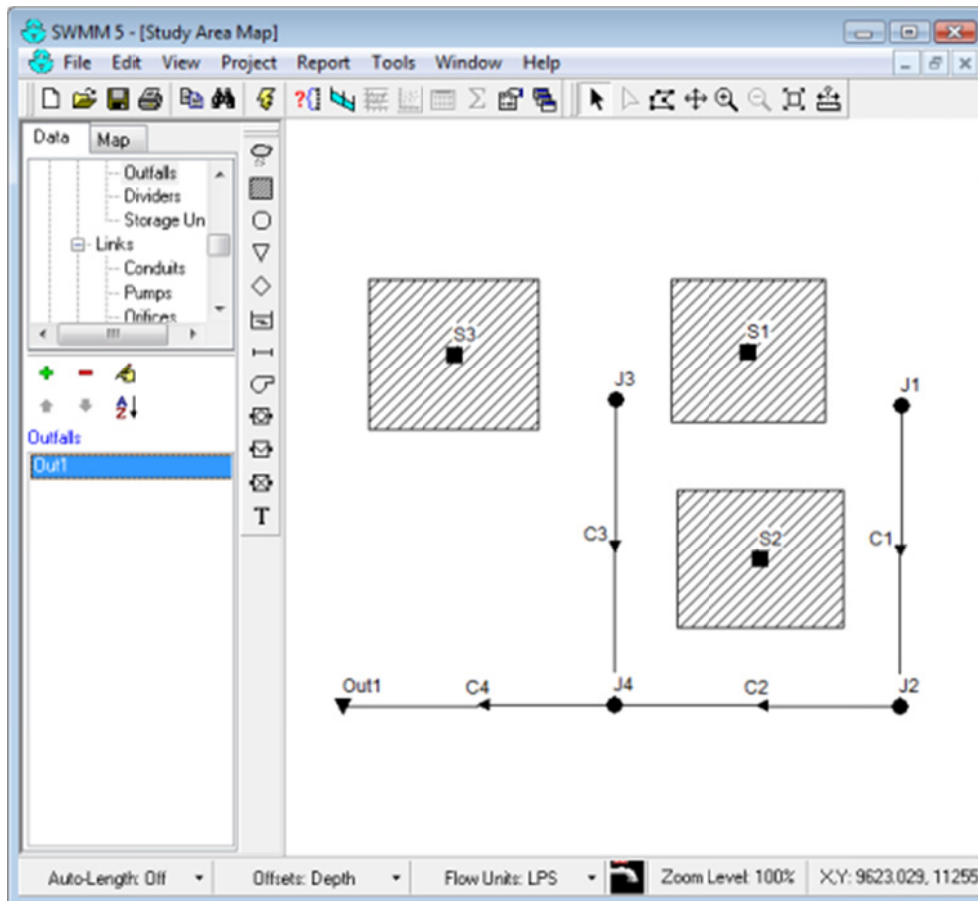 SWMM 5 - [Study Area Map]
File Edit View Project Report Tools Window Help
Data Map
Outfalls
Dividers
Storage Un
Links
Conduits
Pumps
Orifices
Outfalls
Out1
T
S3
S1
J3
J1
C3
S2
C1
Out1
C4
J4
C2
J2
Auto-Length: Off Offsets: Depth Flow Units: LPS Zoom Level: 100% X,Y: 9623.029, 11255